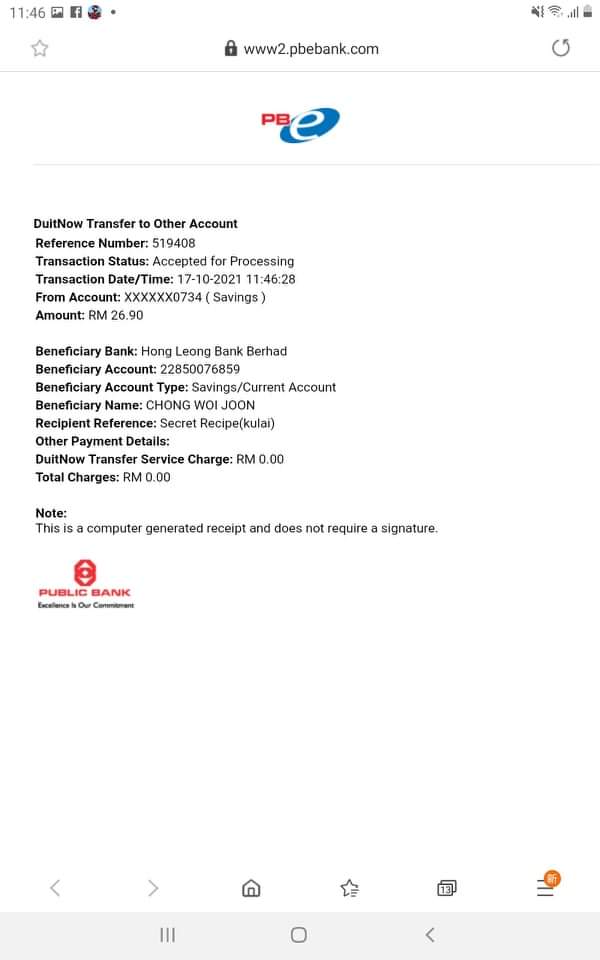 11:46
www2.pbebank.com
PBe
DuitNow Transfer to Other Account
Reference Number: 519408
Transaction Status: Accepted for Processing
Transaction Date/Time: 17-10-2021 11:46:28
From Account: XXXXXX0734 ( Savings )
Amount: RM 26.90
Beneficiary Bank: Hong Leong Bank Berhad
Beneficiary Account: 22850076859
Beneficiary Account Type: Savings/Current Account
Beneficiary Name: CHONG WOI JOON
Recipient Reference: Secret Recipe(kulai)
Other Payment Details:
DuitNow Transfer Service Charge: RM 0.00
Total Charges: RM 0.00
Note:
This is a computer generated receipt and does not require a signature.
PUBLIC BANK
Excellence Is Our Commitment
13
新